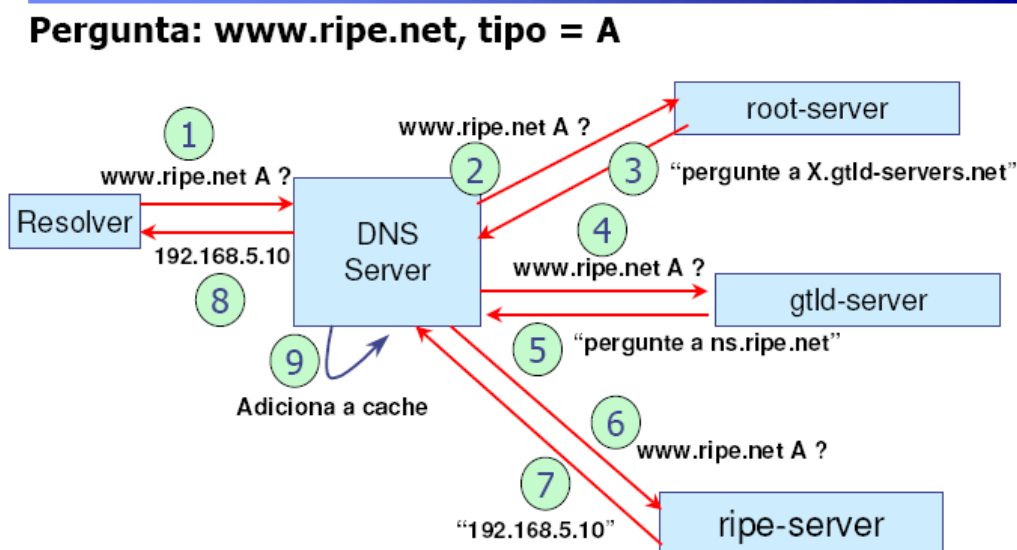 Pergunta: www.ripe.net, tipo = A
root-server
www.ripe.net A ?
1
2
3
"pergunte a X.gtld-servers.net"
www.ripe.net A ?
Resolver
DNS
Server
4
192.168.5.10
www.ripe.net A ?
8
gtld-server
5
"pergunte a ns.ripe.net"
9
Adiciona a cache
6
www.ripe.net A ?
7
"192.168.5.10"
ripe-server